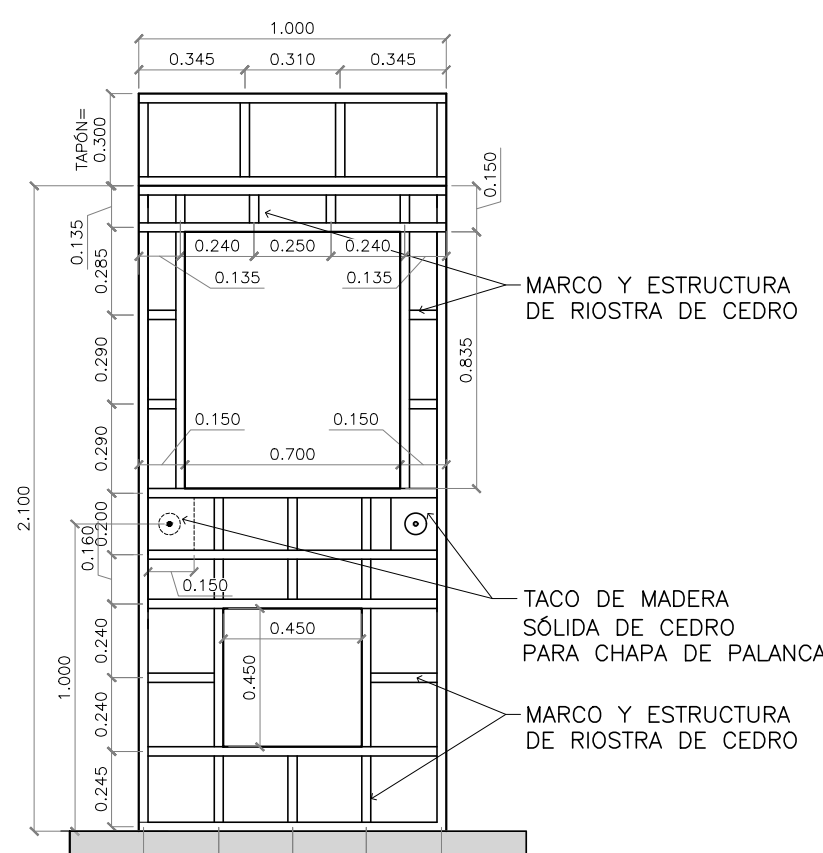 1.000
0.345 0.310 0.345
TAPÓN=
0.300
0.150
0.135
0.240 0.250 0.240
0.135 0.135
0.285
MARCO Y ESTRUCTURA
DE RIOSTRA DE CEDRO
0.290
0.835
0.150 0.150
0.290
0.700
2.100
0.200
0.160
0.150
TACO DE MADERA
SÓLIDA DE CEDRO
PARA CHAPA DE PALANCA
0.450
0.240
0.450
1.000
0.240
MARCO Y ESTRUCTURA
DE RIOSTRA DE CEDRO
0.245